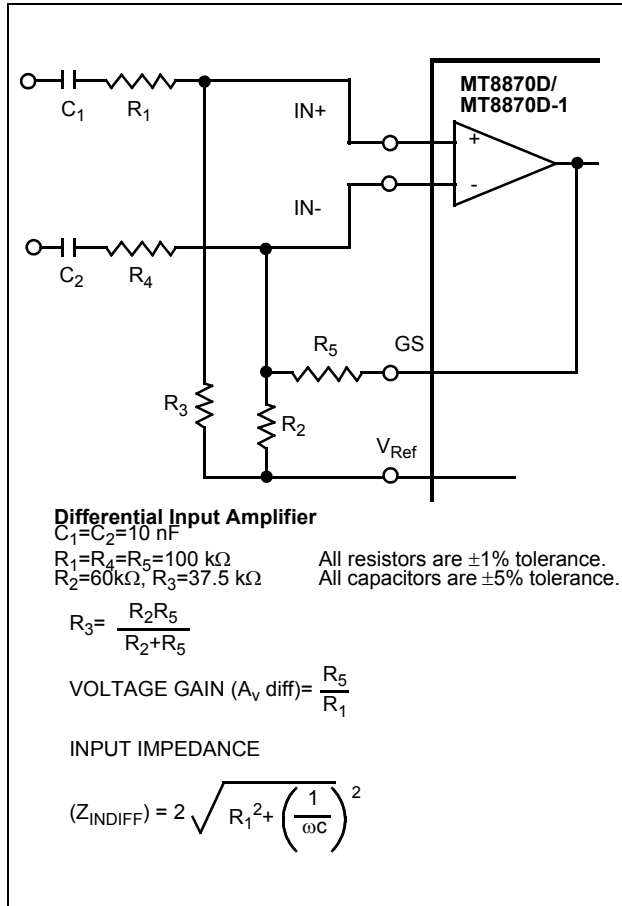 MT8870D/
MT8870D-1
C₁ R₁
IN+
+
-
IN-
C₂ R₄
R₅ GS
R₃
R₂
V_Ref
Differential Input Amplifier
C₁=C₂=10 nF
R₁=R₄=R₅=100 kΩ All resistors are ±1% tolerance.
R₂=60kΩ, R₃=37.5 kΩ All capacitors are ±5% tolerance.
R₃= R₂R₅ / R₂+R₅
VOLTAGE GAIN (Aᵥ diff)= R₅ / R₁
INPUT IMPEDANCE
(Z_INDIFF) = 2 √ R₁²+ (1 / ωc)²